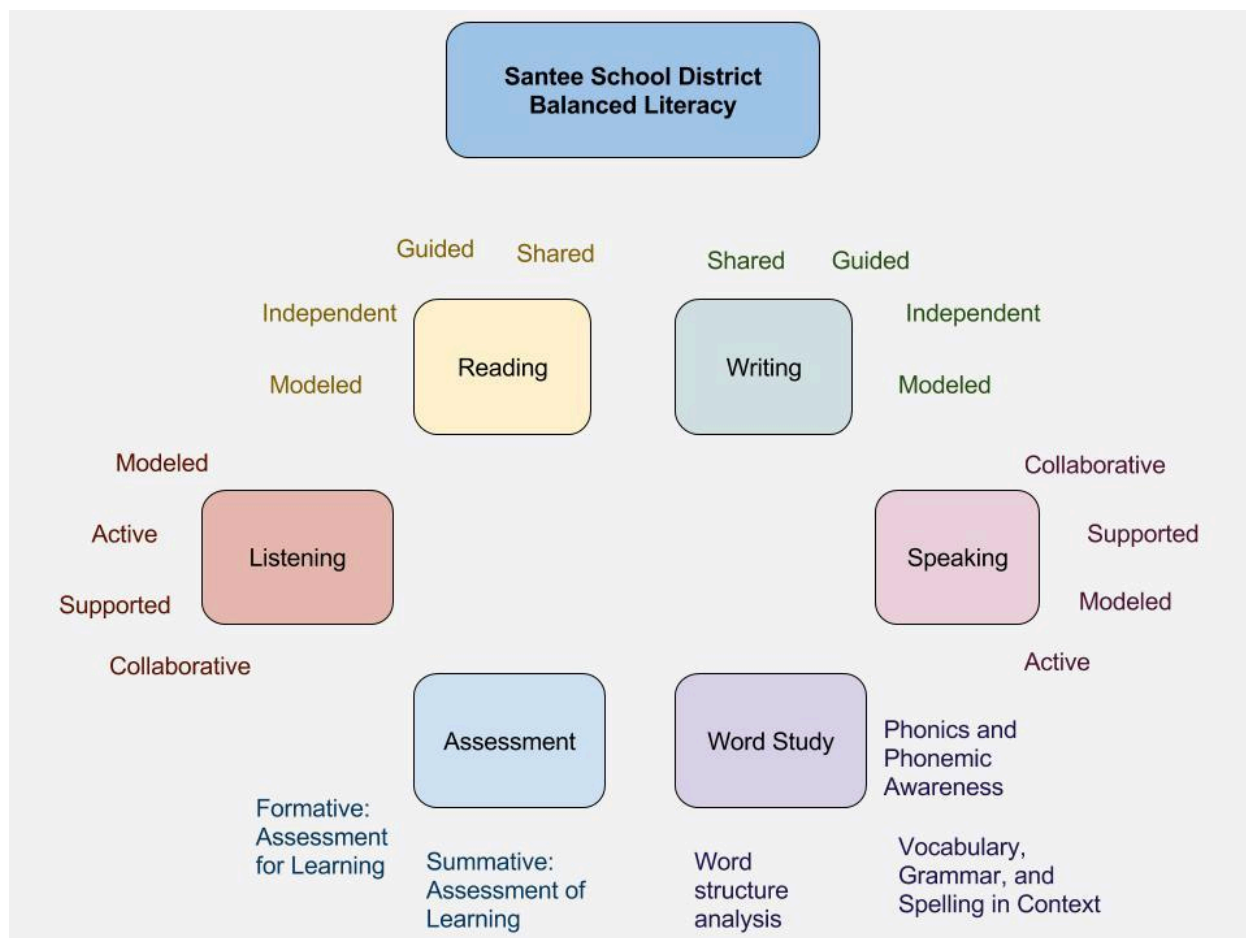 Santee School District
Balanced Literacy
Guided
Shared
Independent
Reading
Modeled
Shared
Guided
Independent
Writing
Modeled
Modeled
Active
Listening
Supported
Collaborative
Collaborative
Supported
Speaking
Modeled
Active
Assessment
Formative:
Assessment
for Learning
Summative:
Assessment of
Learning
Word Study
Phonics and
Phonemic
Awareness
Word
structure
analysis
Vocabulary,
Grammar, and
Spelling in Context